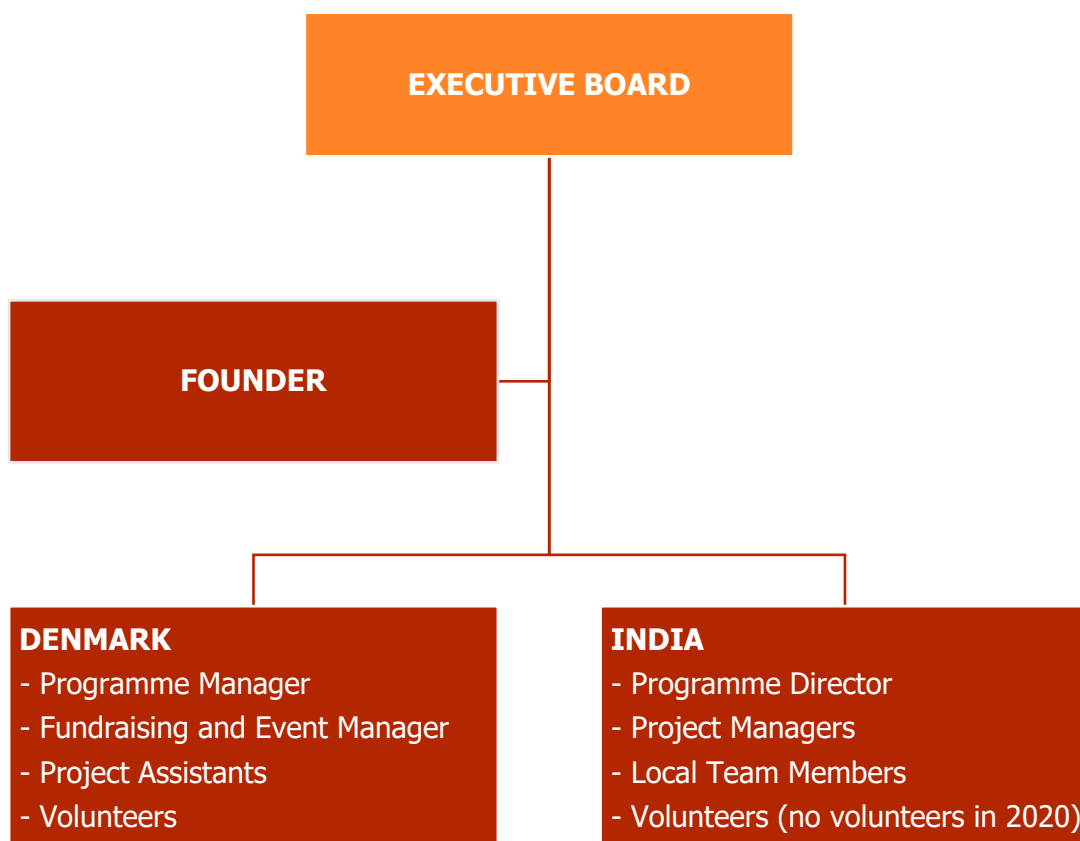 EXECUTIVE BOARD
FOUNDER
DENMARK
- Programme Manager
- Fundraising and Event Manager
- Project Assistants
- Volunteers
INDIA
- Programme Director
- Project Managers
- Local Team Members
- Volunteers (no volunteers in 2020)